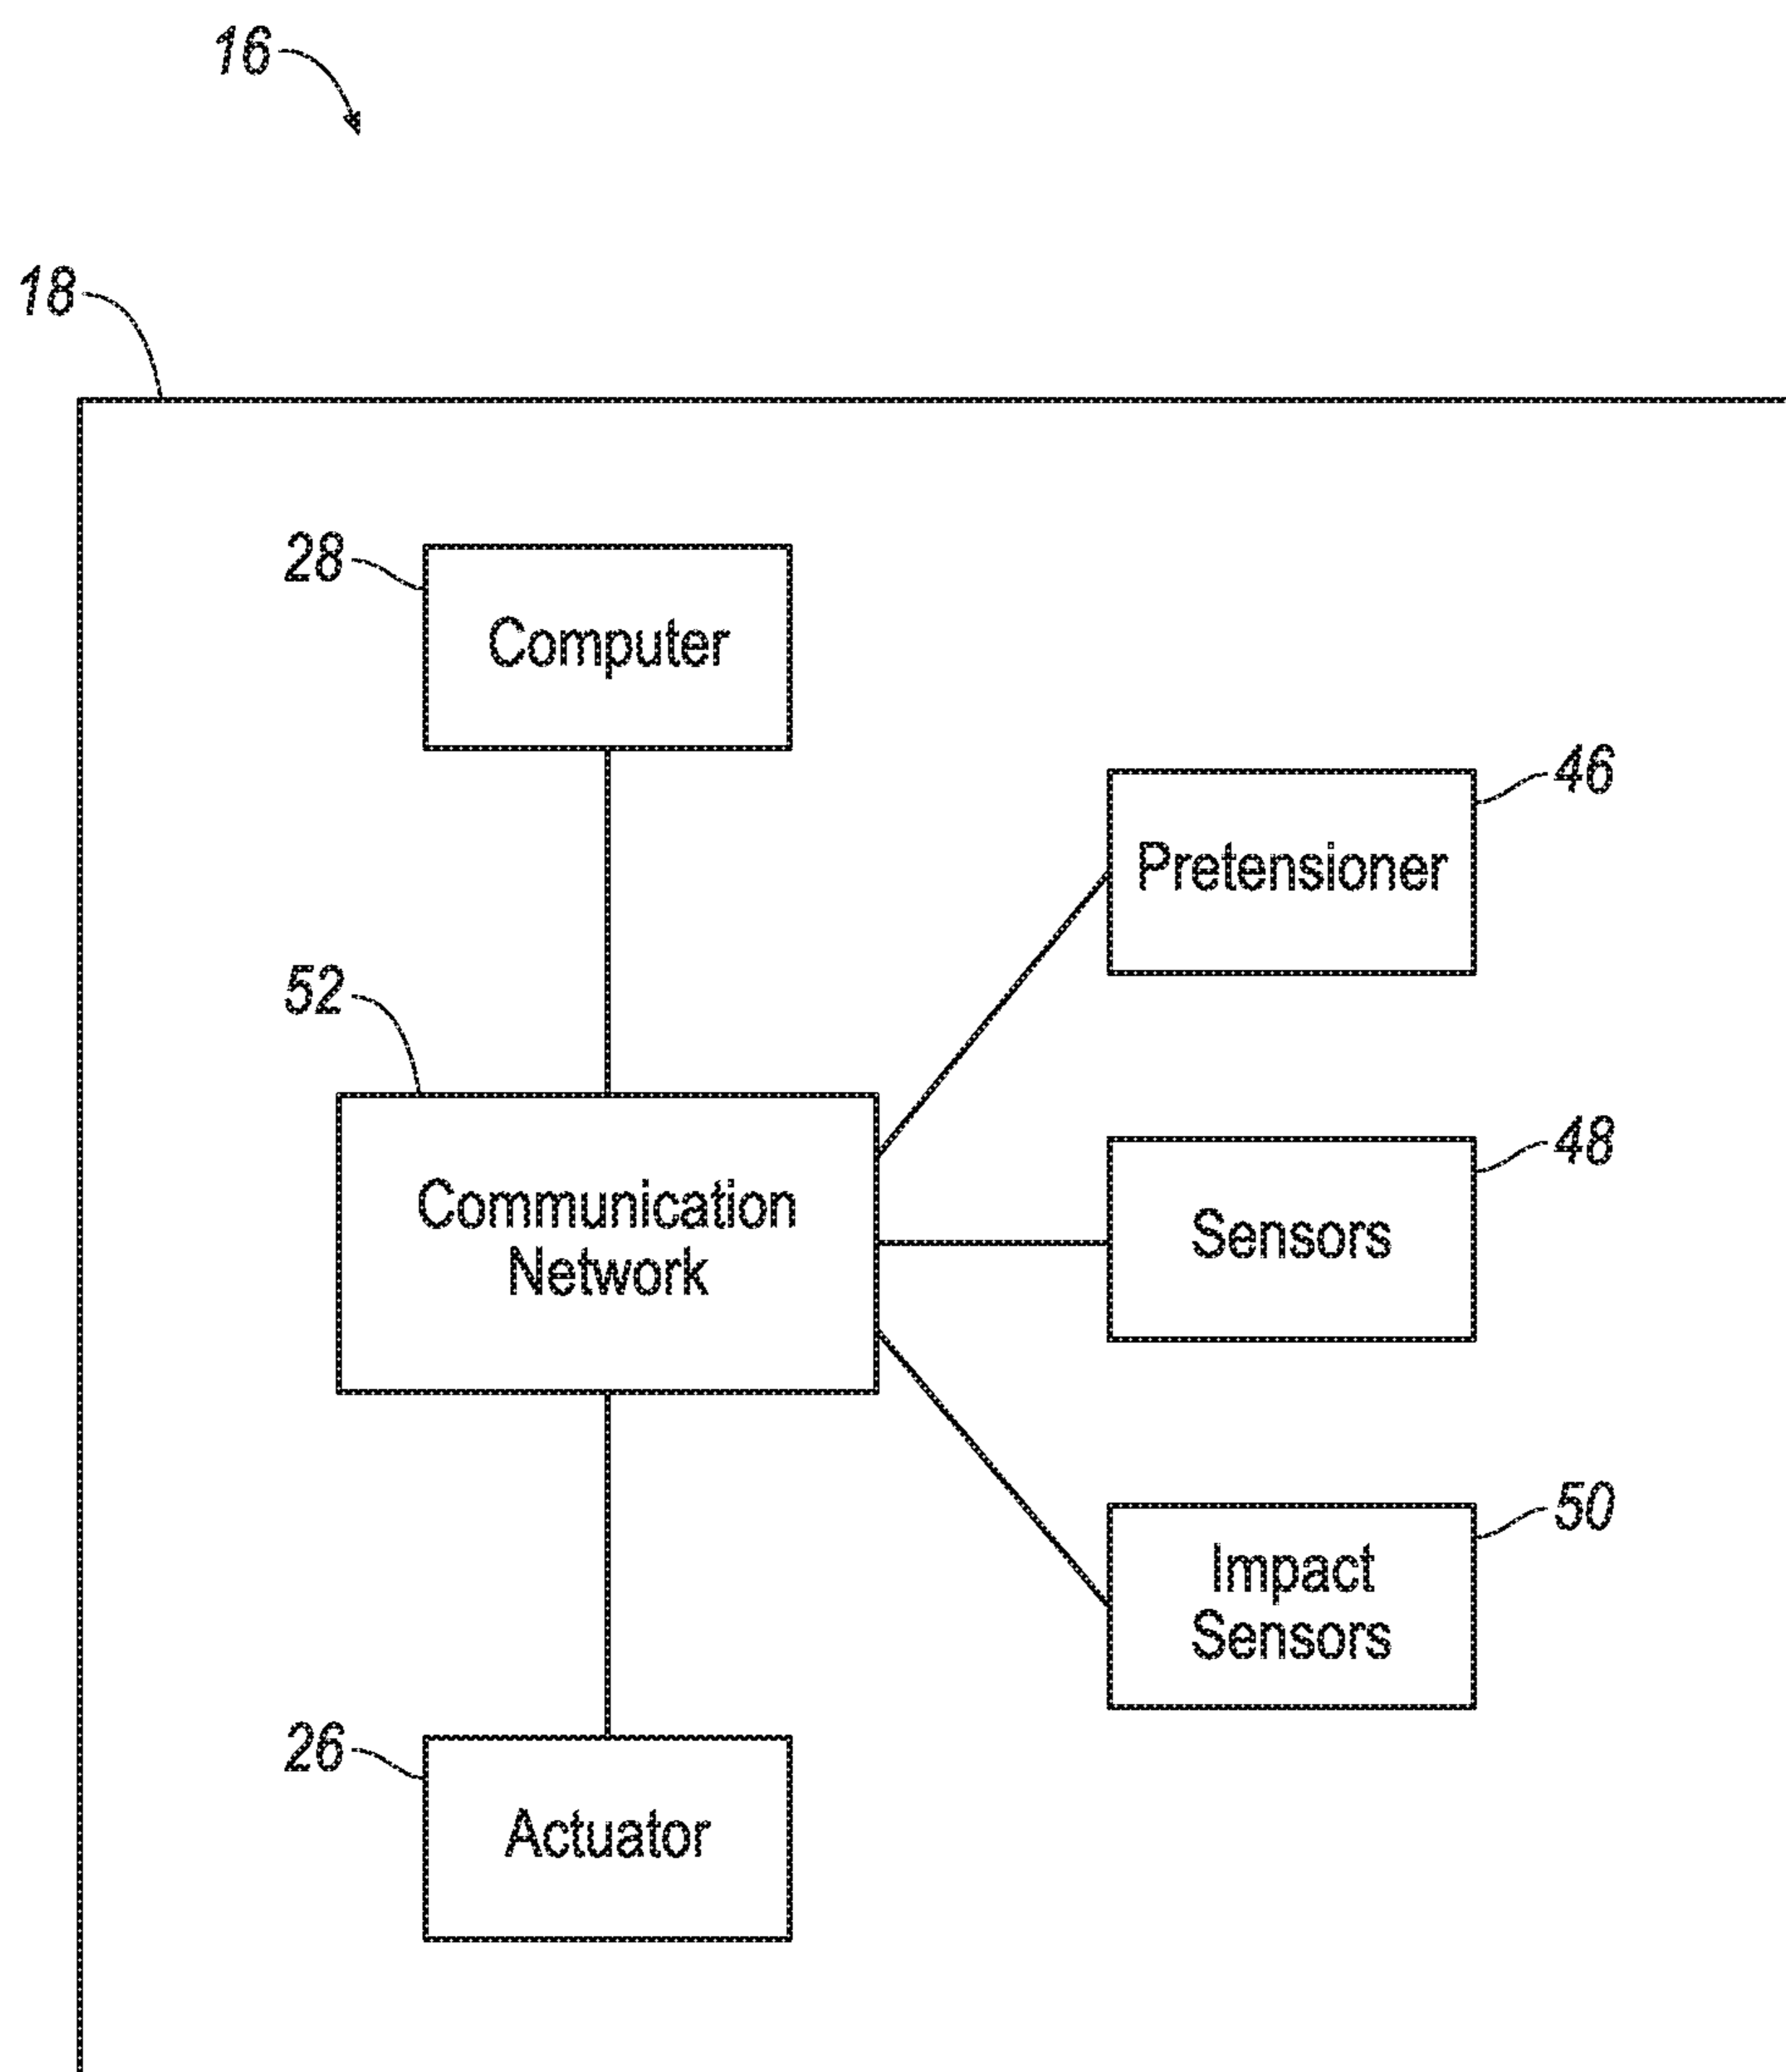 16
18
28
Computer
46
Pretensioner
52
Communication
Network
48
Sensors
50
Impact
Sensors
26
Actuator